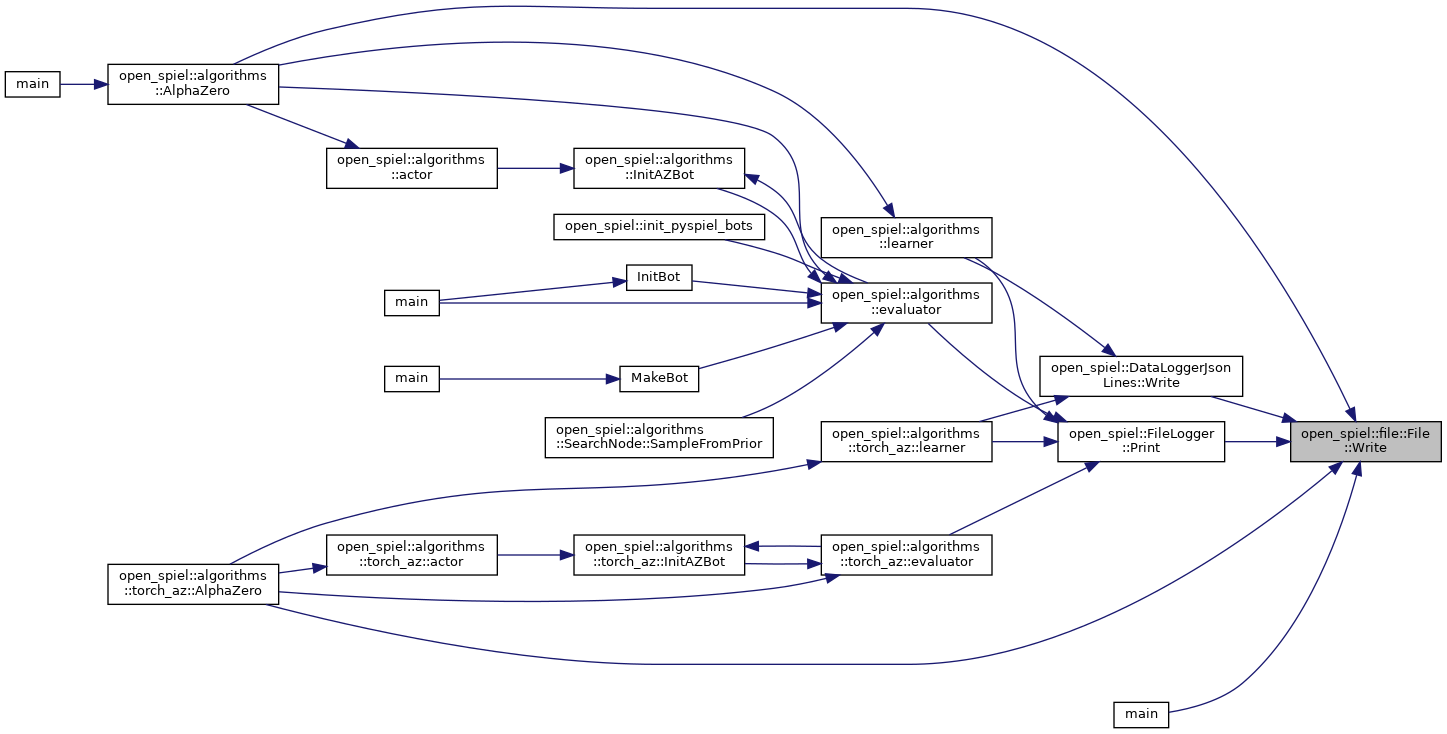 main
open_spiel::algorithms
::AlphaZero
open_spiel::algorithms
::actor
open_spiel::algorithms
::InitAZBot
open_spiel::init_pyspiel_bots
open_spiel::algorithms
::learner
InitBot
main
open_spiel::algorithms
::evaluator
main
MakeBot
open_spiel::DataLoggerJson
Lines::Write
open_spiel::algorithms
::SearchNode::SampleFromPrior
open_spiel::algorithms
::torch_az::learner
open_spiel::FileLogger
::Print
open_spiel::file::File
::Write
open_spiel::algorithms
::torch_az::actor
open_spiel::algorithms
::torch_az::InitAZBot
open_spiel::algorithms
::torch_az::evaluator
open_spiel::algorithms
::torch_az::AlphaZero
main